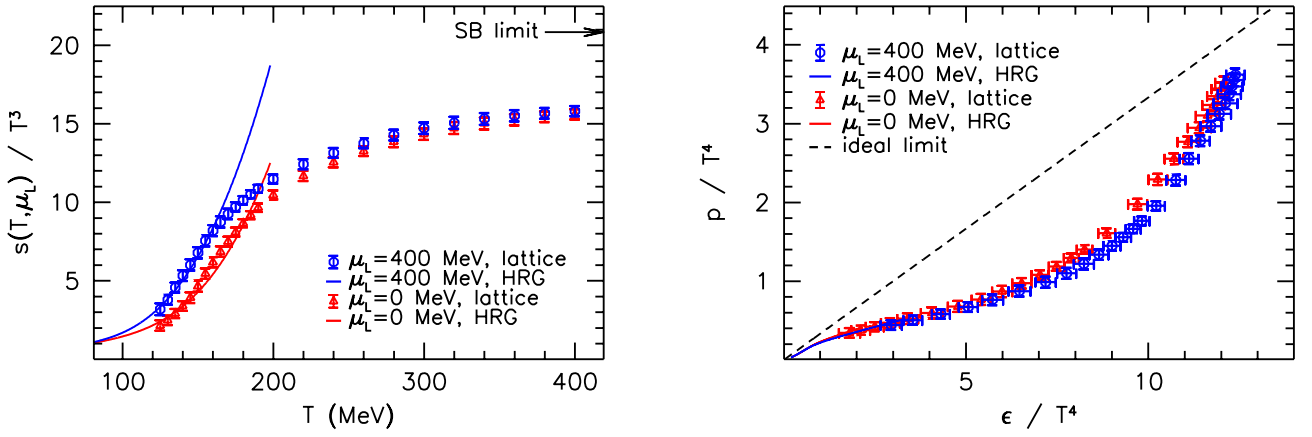 20
15
10
5
s(T,μ_L) / T³
SB limit
μ_L=400 MeV, lattice
μ_L=400 MeV, HRG
μ_L=0 MeV, lattice
μ_L=0 MeV, HRG
100 200 300 400
T (MeV)
4
3
2
1
0
p / T⁴
μ_L=400 MeV, lattice
μ_L=400 MeV, HRG
μ_L=0 MeV, lattice
μ_L=0 MeV, HRG
ideal limit
5 10
ϵ / T⁴